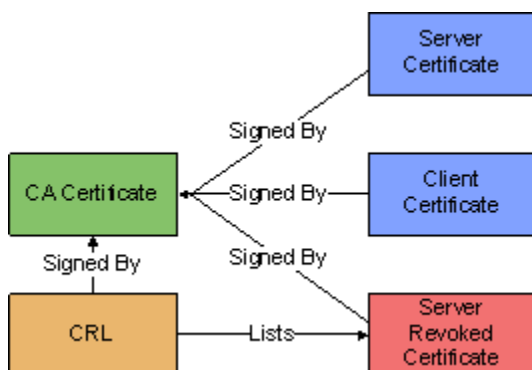 Server
Certificate
Signed By
CA Certificate
Signed By
Client
Certificate
Signed By
Signed By
CRL
Lists
Server
Revoked
Certificate